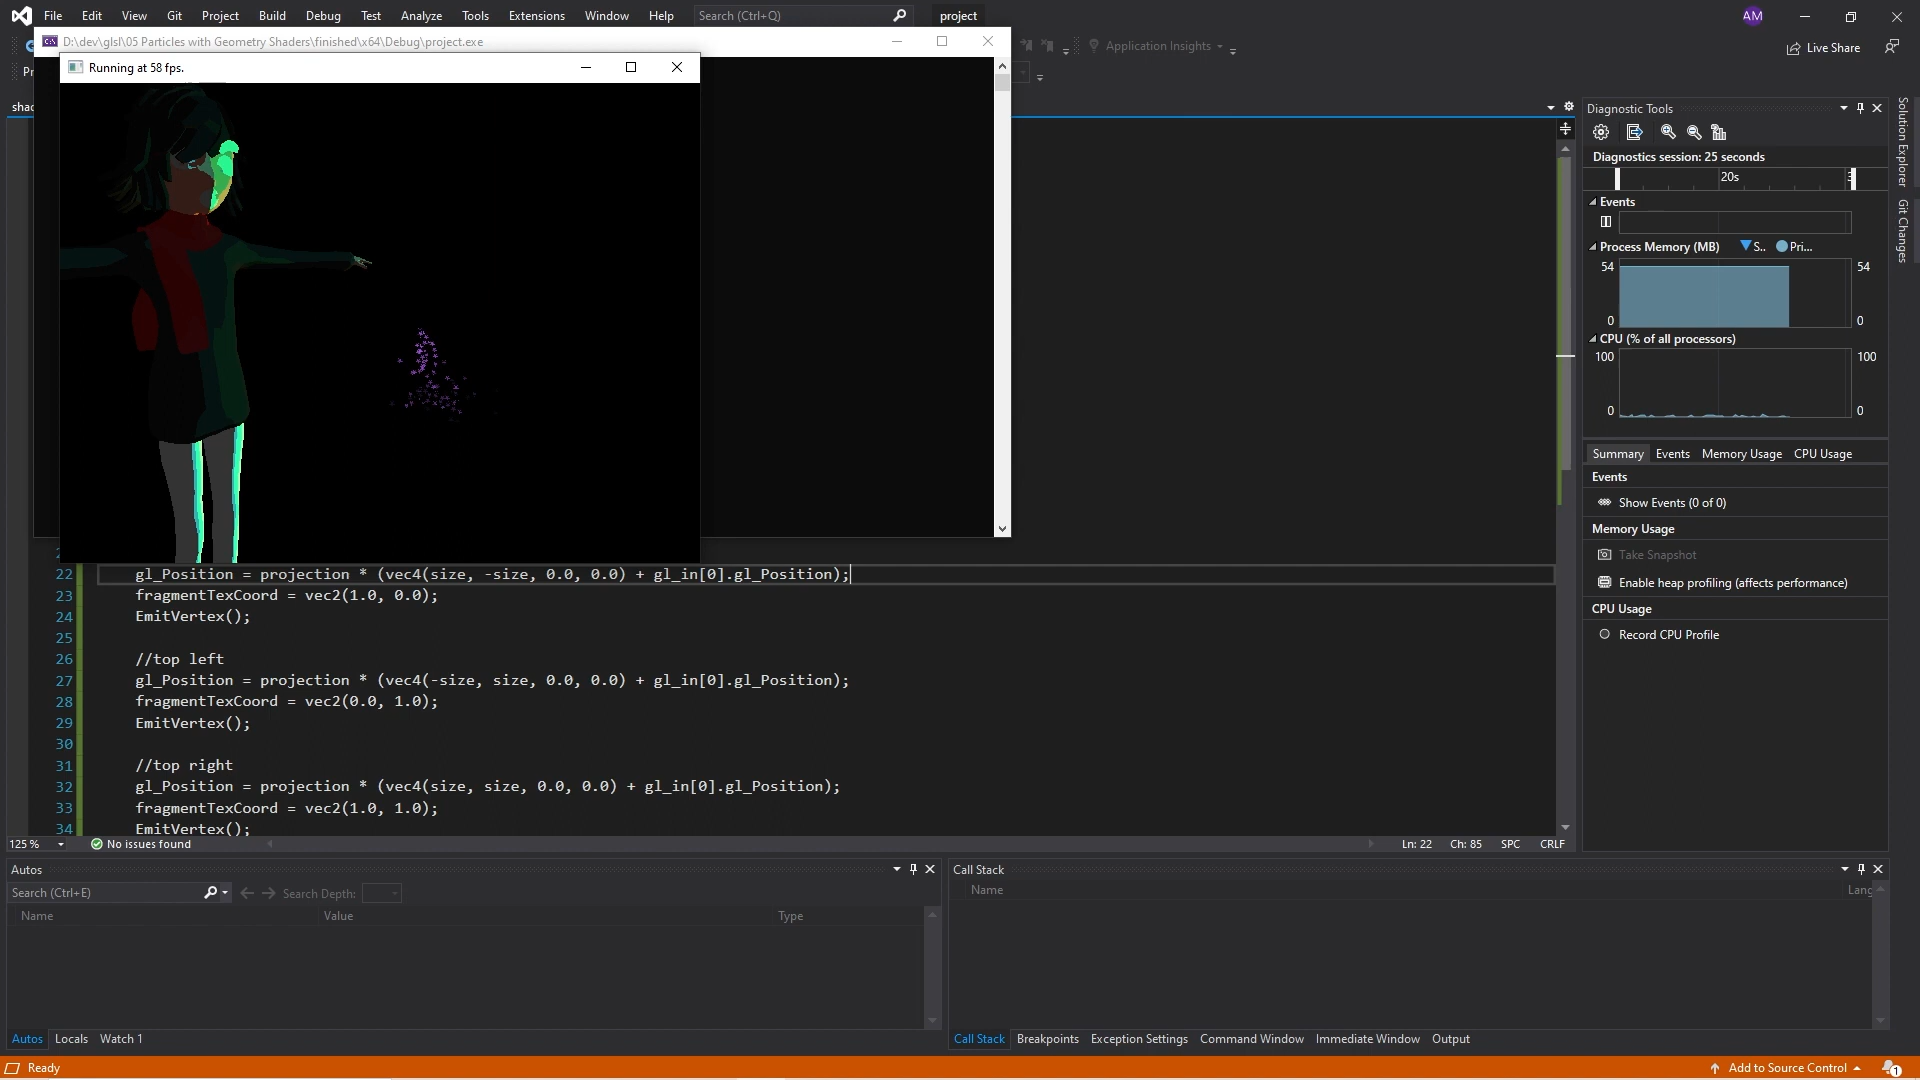 File Edit View Git Project Build Debug Test Analyze Tools Extensions Window Help Search (Ctrl+Q) project AM
D:\dev\glsl\05 Particles with Geometry Shaders\finished\x64\Debug\project.exe
Application Insights
Live Share
Running at 58 fps.
Pr
shad
22 gl_Position = projection * (vec4(size, -size, 0.0, 0.0) + gl_in[0].gl_Position);
23 fragmentTexCoord = vec2(1.0, 0.0);
24 EmitVertex();
25
26 //top left
27 gl_Position = projection * (vec4(-size, size, 0.0, 0.0) + gl_in[0].gl_Position);
28 fragmentTexCoord = vec2(0.0, 1.0);
29 EmitVertex();
30
31 //top right
32 gl_Position = projection * (vec4(size, size, 0.0, 0.0) + gl_in[0].gl_Position);
33 fragmentTexCoord = vec2(1.0, 1.0);
34 EmitVertex();
125 % No issues found Ln: 22 Ch: 85 SPC CRLF
Diagnostic Tools
Diagnostics session: 25 seconds
20s
Events
Process Memory (MB) S.. Pri...
54 54
0 0
CPU (% of all processors)
100 100
0 0
Summary Events Memory Usage CPU Usage
Events
Show Events (0 of 0)
Memory Usage
Take Snapshot
Enable heap profiling (affects performance)
CPU Usage
Record CPU Profile
Solution Explorer
Git Changes
Autos
Search (Ctrl+E) Search Depth:
Name Value Type
Autos Locals Watch 1
Call Stack
Name Lang
Call Stack Breakpoints Exception Settings Command Window Immediate Window Output
Ready Add to Source Control 1